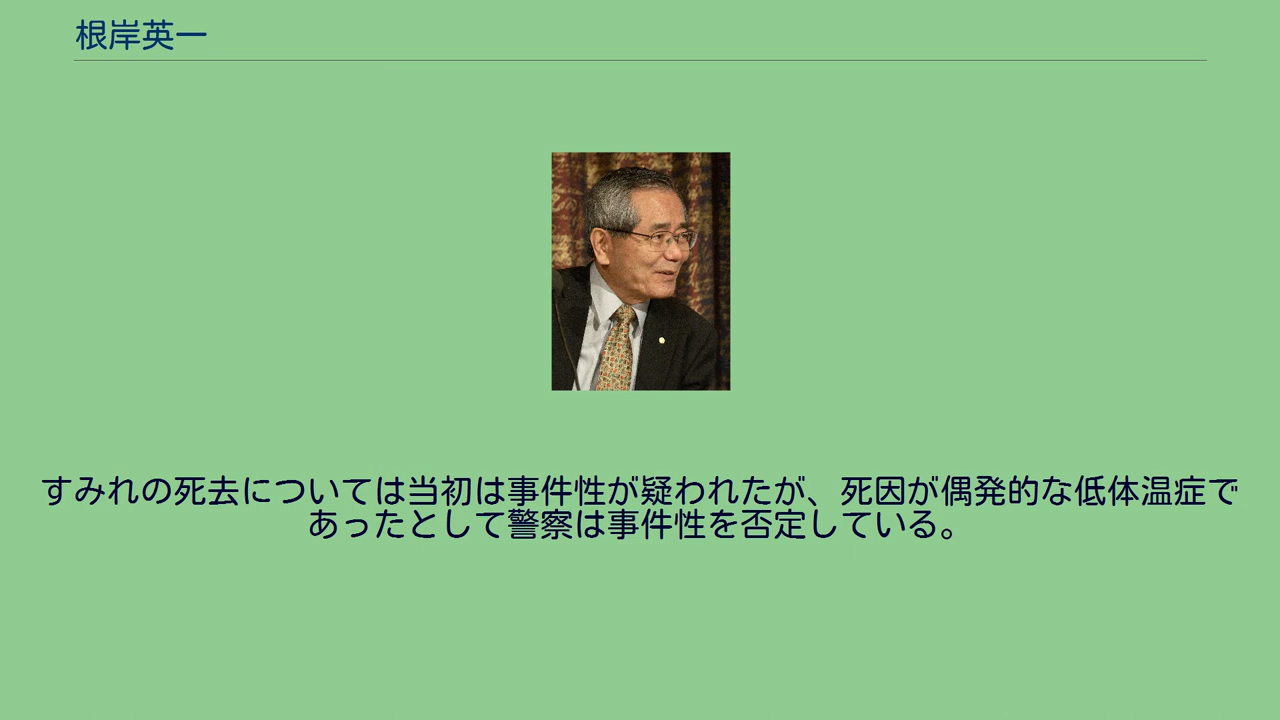 根岸英一
すみれの死去については当初は事件性が疑われたが、死因が偶発的な低体温症で
あったとして警察は事件性を否定している。